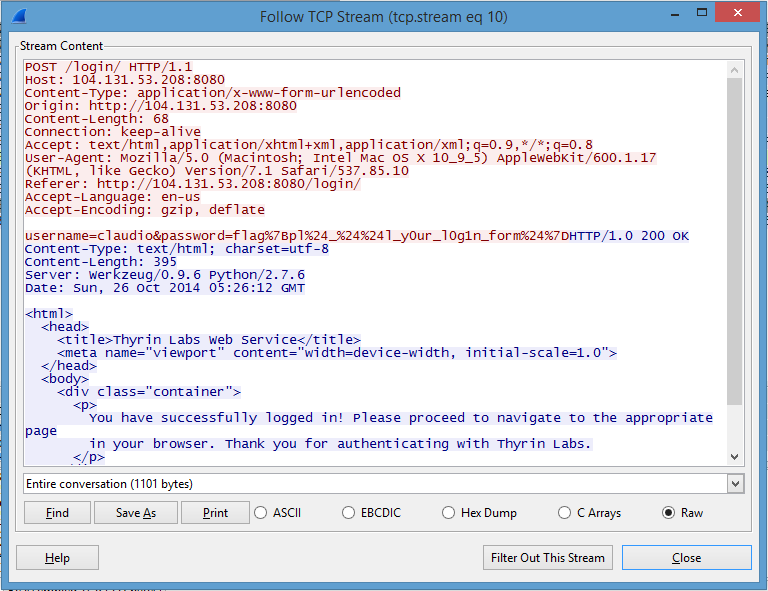 Follow TCP Stream (tcp.stream eq 10)
Stream Content
POST /login/ HTTP/1.1
Host: 104.131.53.208:8080
Content-Type: application/x-www-form-urlencoded
Origin: http://104.131.53.208:8080
Content-Length: 68
Connection: keep-alive
Accept: text/html,application/xhtml+xml,application/xml;q=0.9,*/*;q=0.8
User-Agent: Mozilla/5.0 (Macintosh; Intel Mac OS X 10_9_5) AppleWebKit/600.1.17
(KHTML, like Gecko) Version/7.1 Safari/537.85.10
Referer: http://104.131.53.208:8080/login/
Accept-Language: en-us
Accept-Encoding: gzip, deflate
username=claudio&password=flag%7Bpl%24_%24%24l_y0ur_l0g1n_form%24%7DHTTP/1.0 200 OK
Content-Type: text/html; charset=utf-8
Content-Length: 395
Server: Werkzeug/0.9.6 Python/2.7.6
Date: Sun, 26 Oct 2014 05:26:12 GMT
<html>
<head>
<title>Thyrin Labs Web Service</title>
<meta name="viewport" content="width=device-width, initial-scale=1.0">
</head>
<body>
<div class="container">
<p>
You have successfully logged in! Please proceed to navigate to the appropriate
page
in your browser. Thank you for authenticating with Thyrin Labs.
</p>
Entire conversation (1101 bytes)
Find Save As Print ASCII EBCDIC Hex Dump C Arrays Raw
Help Filter Out This Stream Close